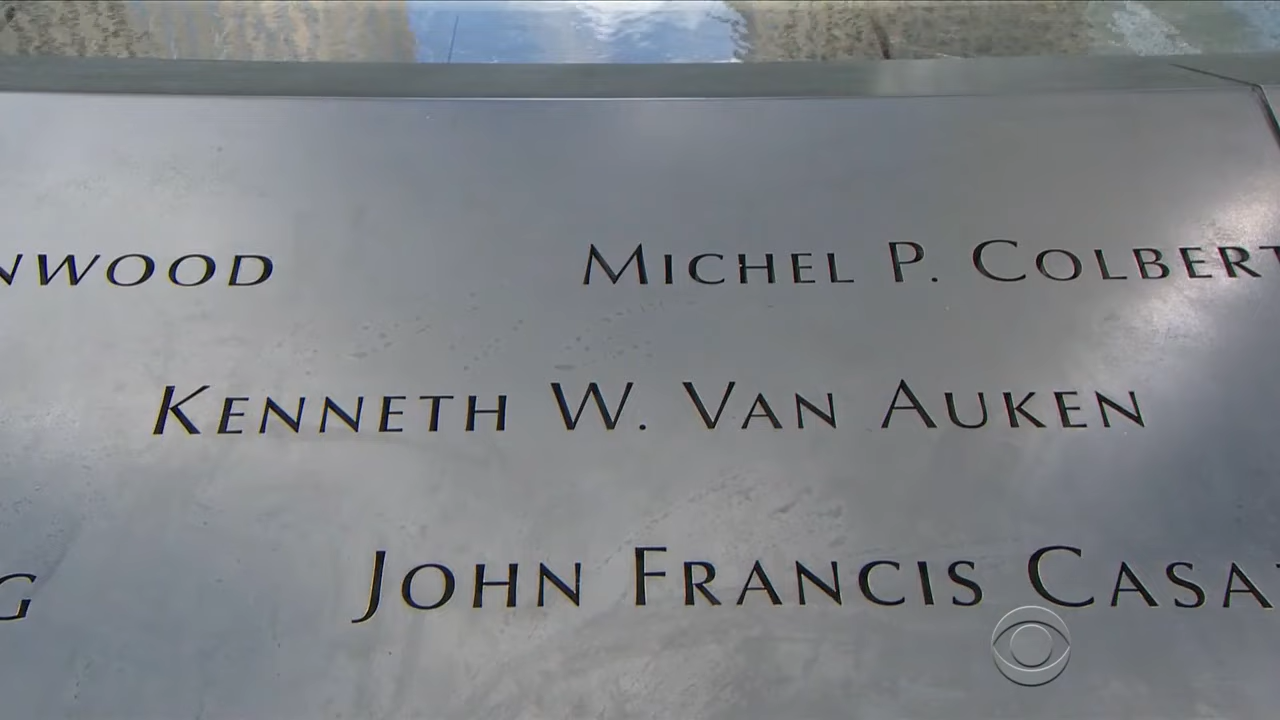 NWOOD MICHEL P. COLBERT
KENNETH W. VAN AUKEN
G JOHN FRANCIS CASA